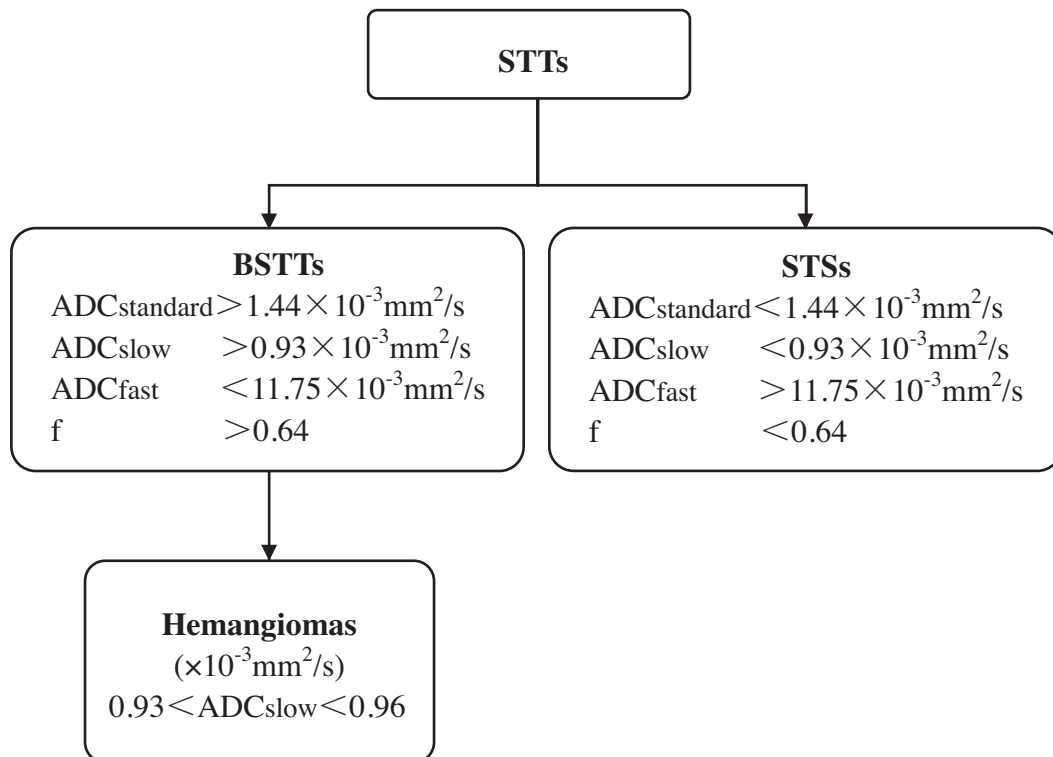 STTs
BSTTs
ADCstandard＞1.44×10⁻³mm²/s
ADCslow ＞0.93×10⁻³mm²/s
ADCfast ＜11.75×10⁻³mm²/s
f ＞0.64
STSs
ADCstandard＜1.44×10⁻³mm²/s
ADCslow ＜0.93×10⁻³mm²/s
ADCfast ＞11.75×10⁻³mm²/s
f ＜0.64
Hemangiomas
(×10⁻³mm²/s)
0.93＜ADCslow＜0.96